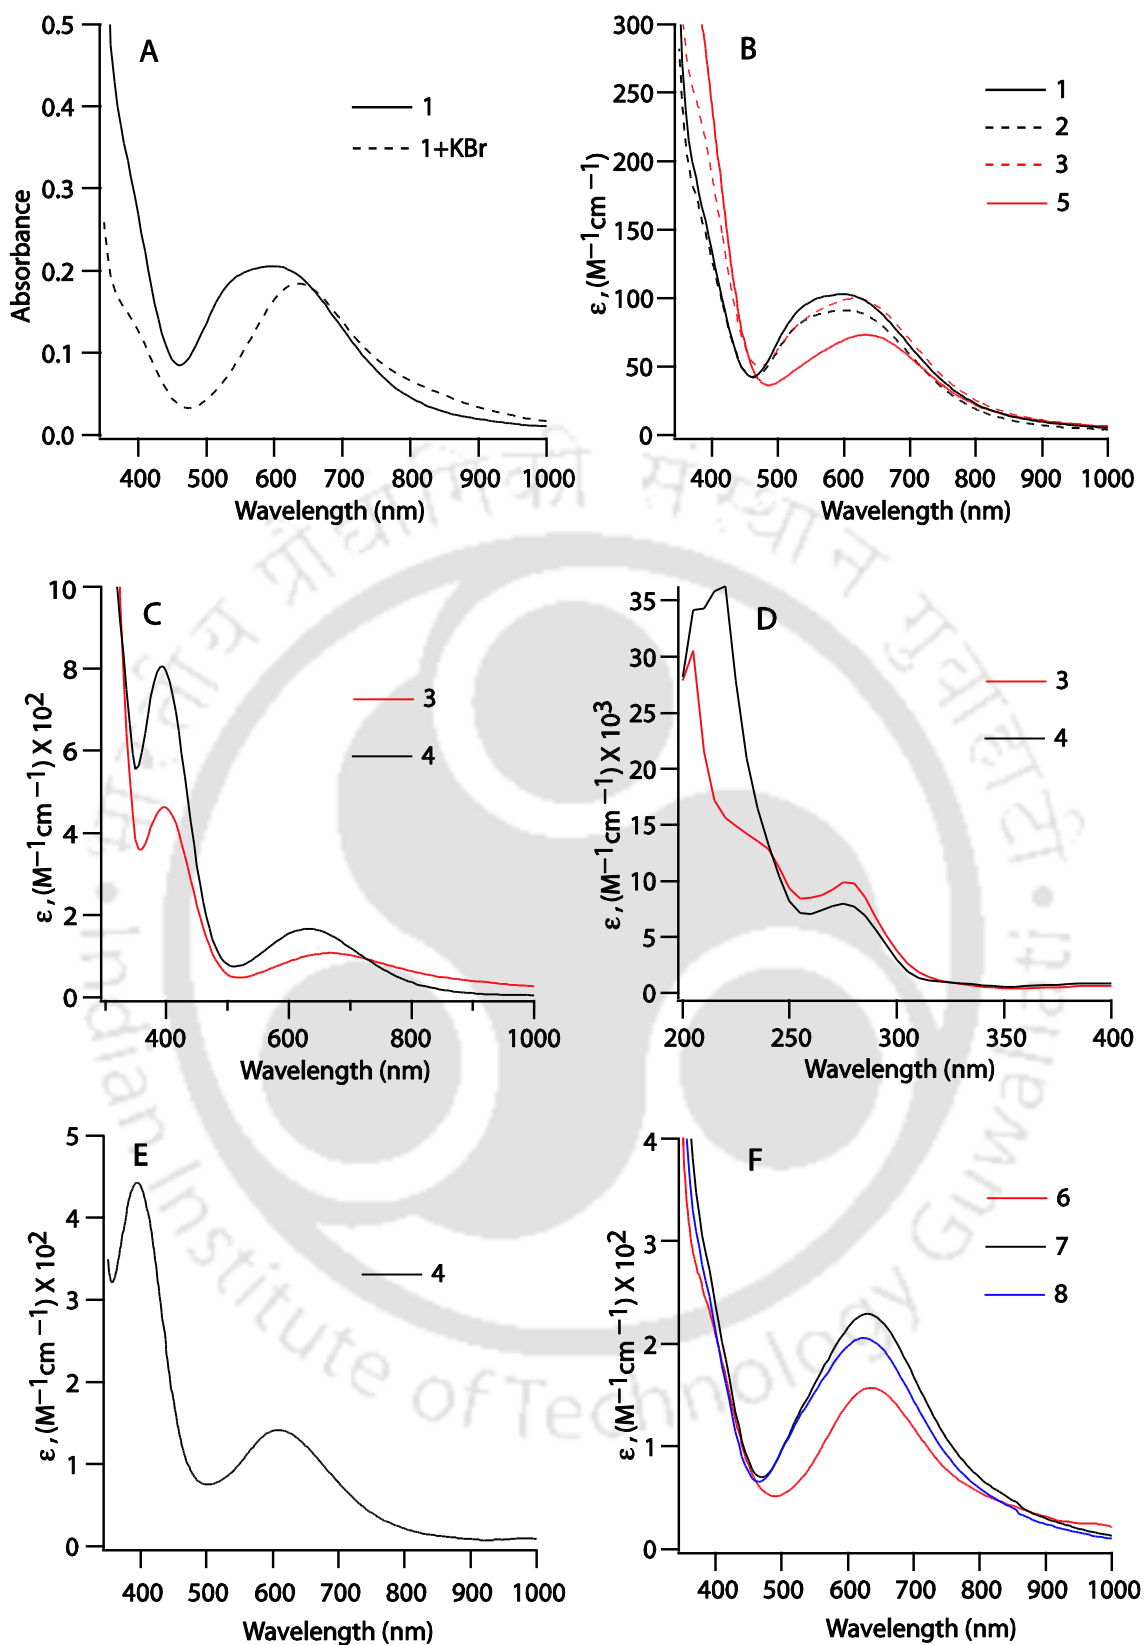 A
0.5
0.4
0.3
0.2
0.1
0.0
Absorbance
1
1+KBr
400 500 600 700 800 900 1000
Wavelength (nm)
B
300
250
200
150
100
50
0
ε, (M−1cm−1)
1
2
3
5
400 500 600 700 800 900 1000
Wavelength (nm)
C
10
8
6
4
2
0
ε, (M−1cm−1) X 10²
3
4
400 600 800 1000
Wavelength (nm)
D
35
30
25
20
15
10
5
0
ε, (M−1cm−1) X 10³
3
4
200 250 300 350 400
Wavelength (nm)
E
5
4
3
2
1
0
ε, (M−1cm−1) X 10²
4
400 500 600 700 800 900 1000
Wavelength (nm)
F
4
3
2
1
0
ε, (M−1cm−1) X 10²
6
7
8
400 500 600 700 800 900 1000
Wavelength (nm)
Indian Institute of Technology Guwahati